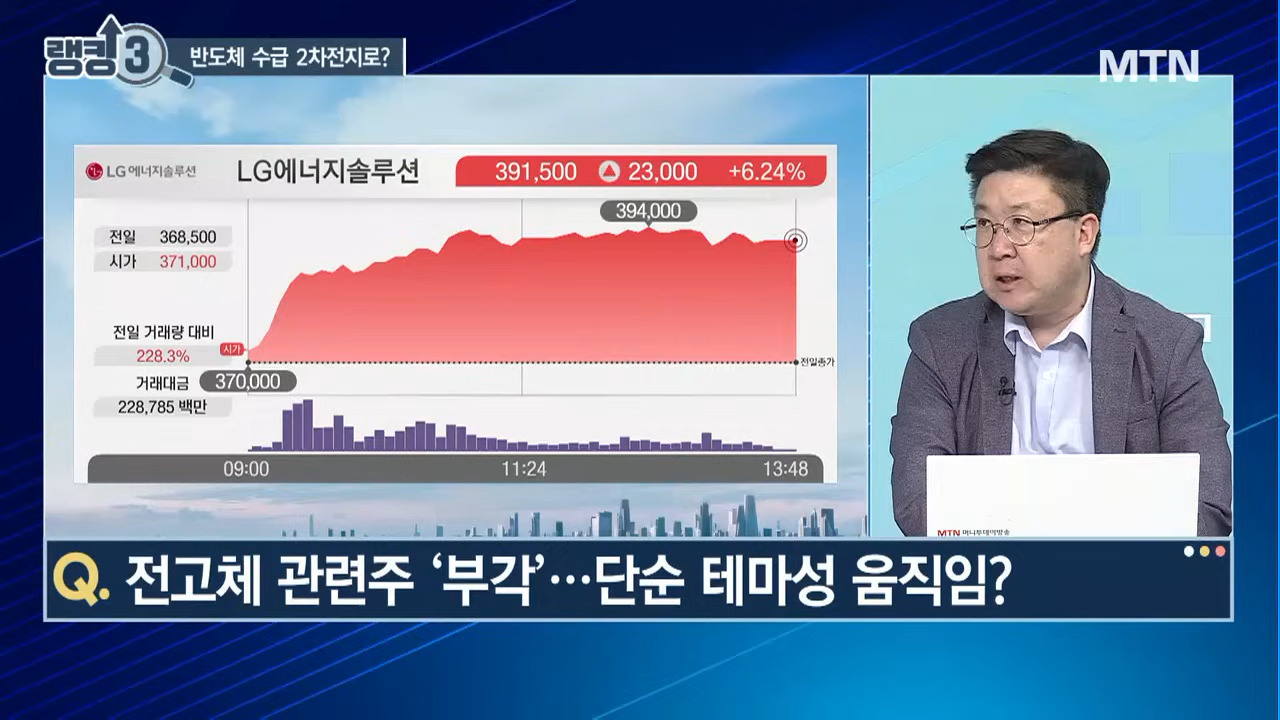 랭킹3
반도체 수급 2차전지로?
MTN
LG에너지솔루션
LG에너지솔루션
391,500 ▲ 23,000 +6.24%
394,000
전일 368,500
시가 371,000
전일 거래량 대비
228.3%
시가
전일종가
거래대금
370,000
228,785 백만
09:00 11:24 13:48
MTN 머니투데이방송
Q. 전고체 관련주 ‘부각’…단순 테마성 움직임?